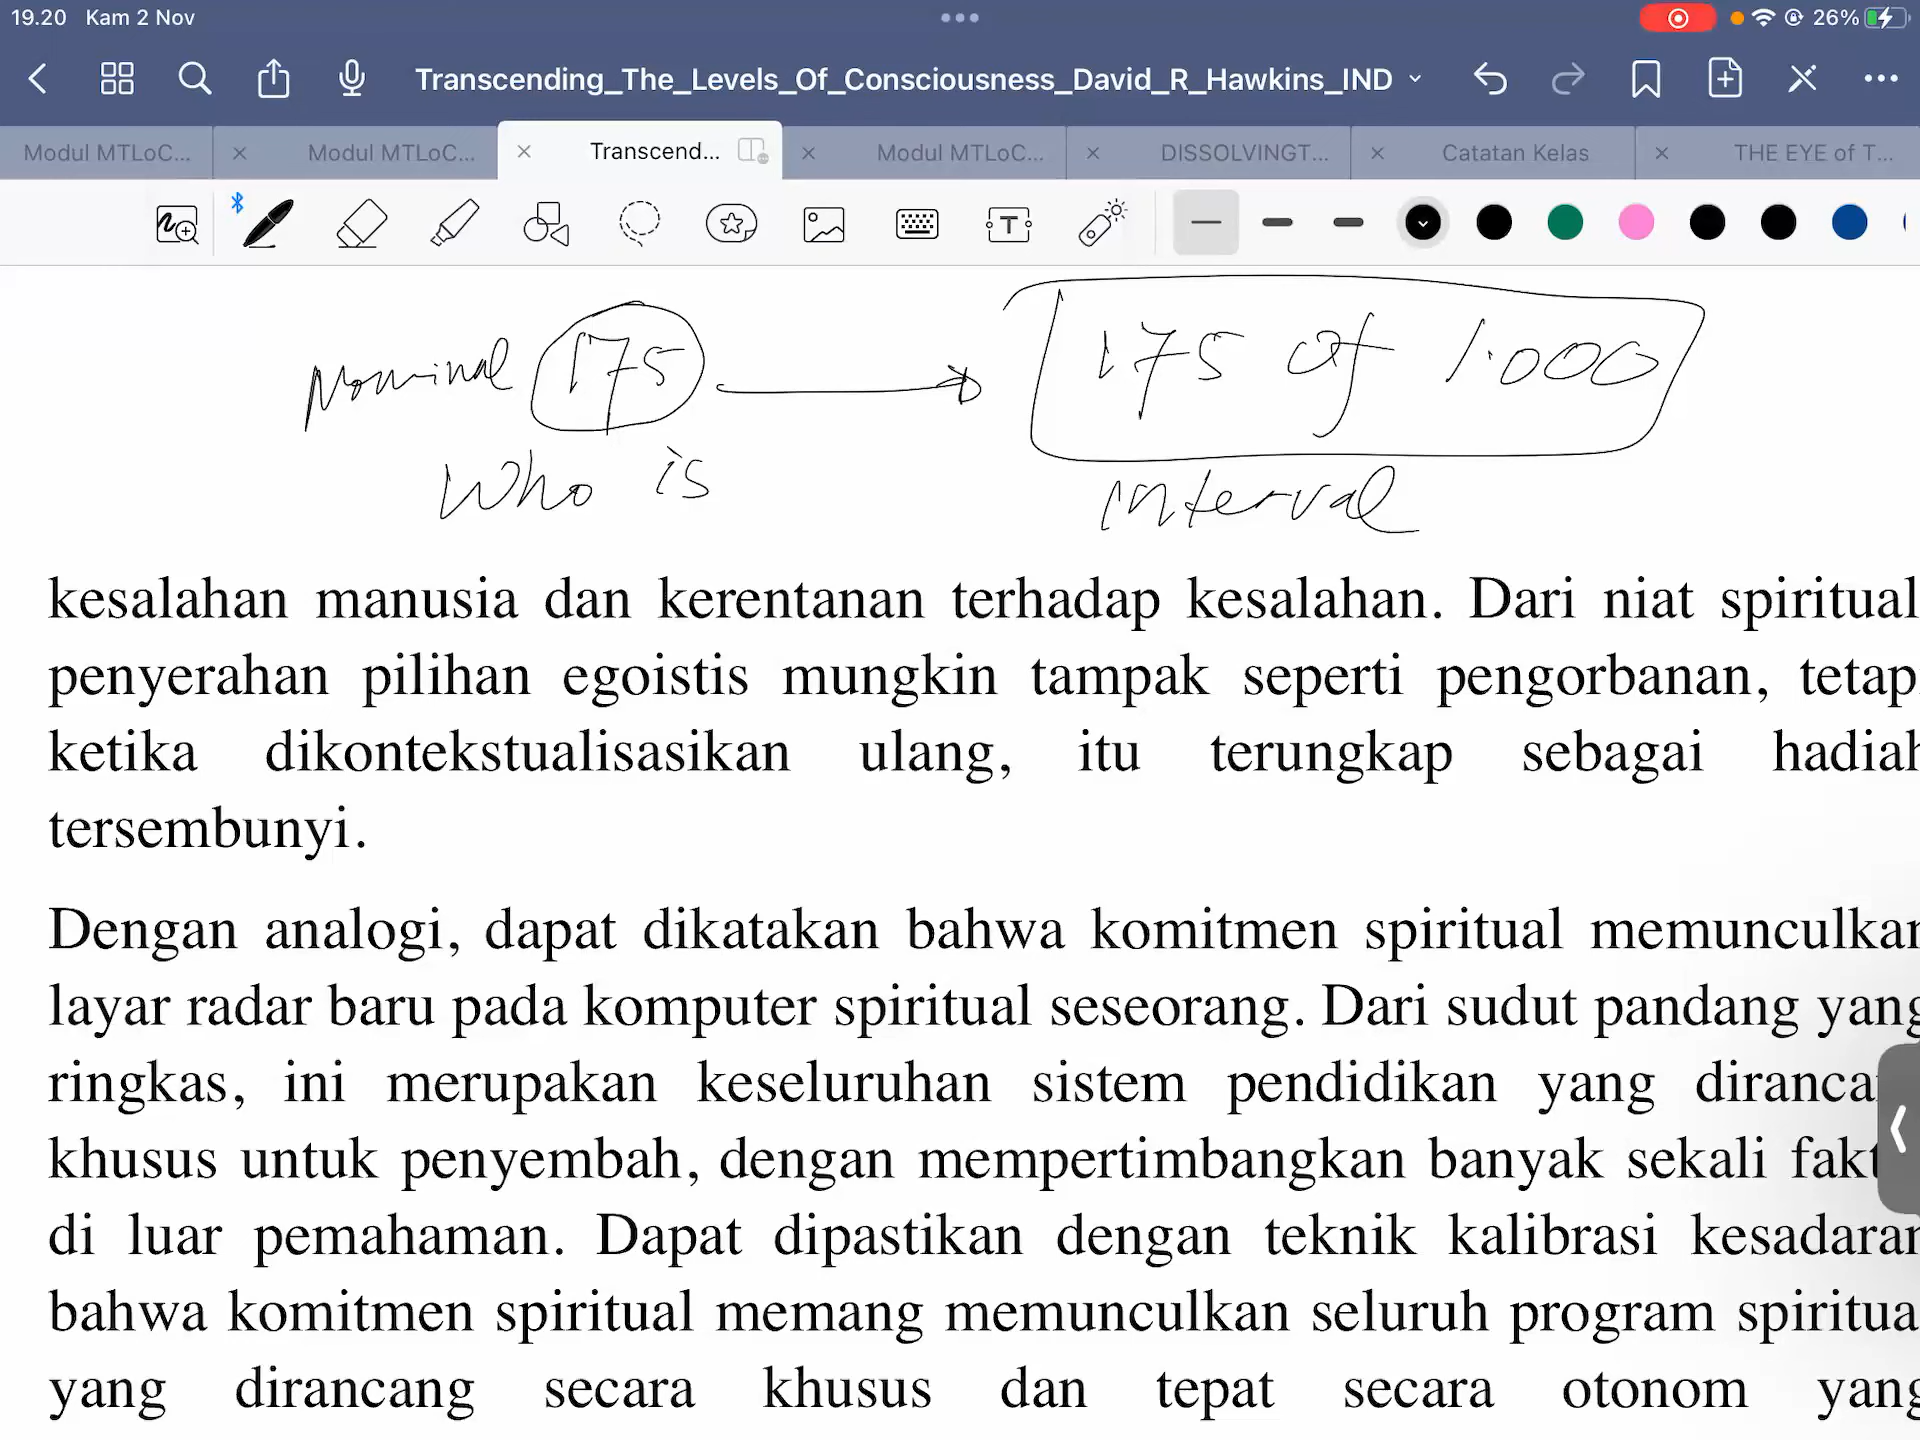 19.20 Kam 2 Nov
26%
Transcending_The_Levels_Of_Consciousness_David_R_Hawkins_IND
Modul MTLoC... Modul MTLoC... Transcend... Modul MTLoC... DISSOLVINGT... Catatan Kelas THE EYE of T...
Nominal 175 175 of 1.000
Who is interval
kesalahan manusia dan kerentanan terhadap kesalahan. Dari niat spiritual
penyerahan pilihan egoistis mungkin tampak seperti pengorbanan, tetap
ketika dikontekstualisasikan ulang, itu terungkap sebagai hadiah
tersembunyi.
Dengan analogi, dapat dikatakan bahwa komitmen spiritual memunculkan
layar radar baru pada komputer spiritual seseorang. Dari sudut pandang yang
ringkas, ini merupakan keseluruhan sistem pendidikan yang diranca
khusus untuk penyembah, dengan mempertimbangkan banyak sekali fakt
di luar pemahaman. Dapat dipastikan dengan teknik kalibrasi kesadaran
bahwa komitmen spiritual memang memunculkan seluruh program spiritua
yang dirancang secara khusus dan tepat secara otonom yang